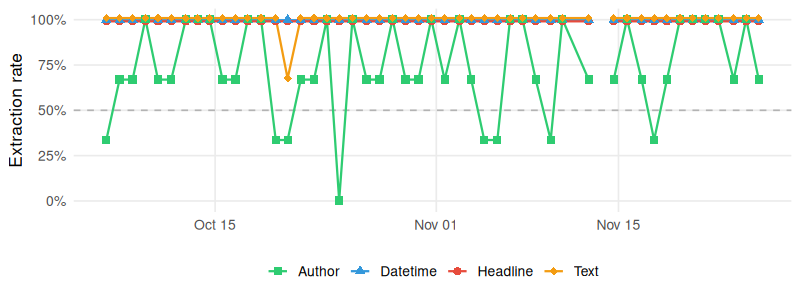 Extraction rate
100%
75%
50%
25%
0%
Oct 15
Nov 01
Nov 15
Author
Datetime
Headline
Text